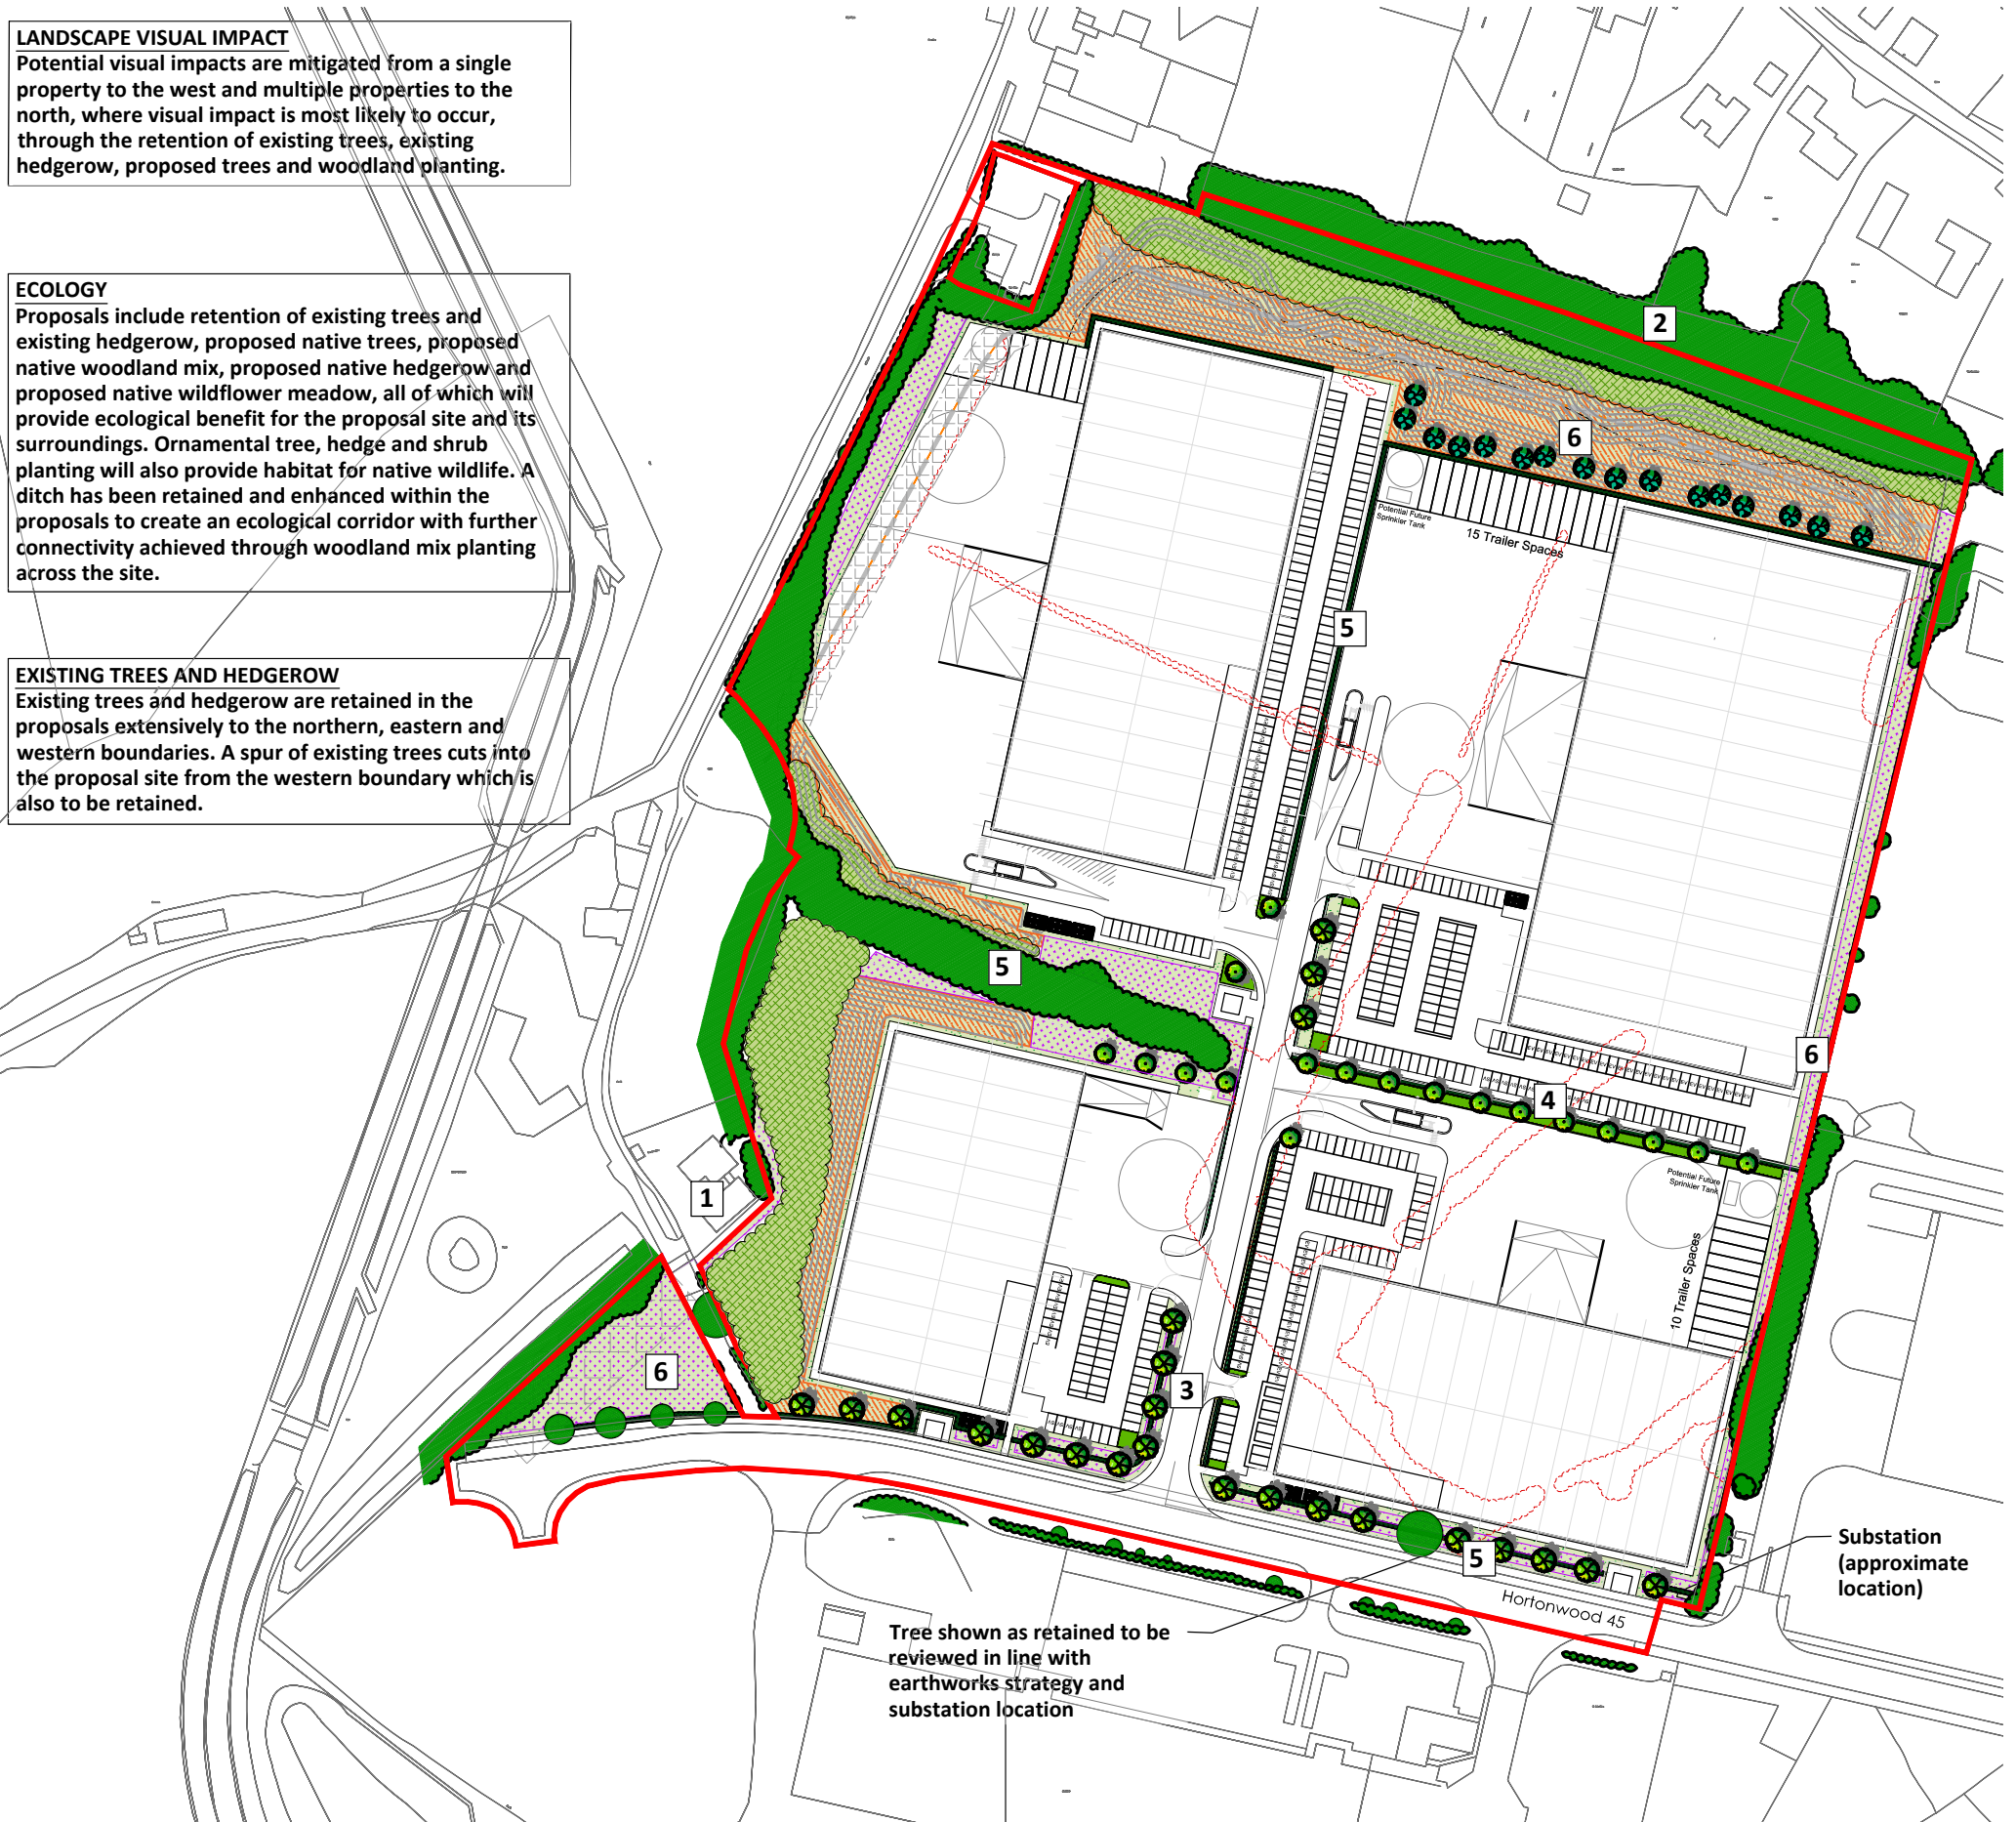 LANDSCAPE VISUAL IMPACT
Potential visual impacts are mitigated from a single
property to the west and multiple properties to the
north, where visual impact is most likely to occur,
through the retention of existing trees, existing
hedgerow, proposed trees and woodland planting.
ECOLOGY
Proposals include retention of existing trees and
existing hedgerow, proposed native trees, proposed
native woodland mix, proposed native hedgerow and
proposed native wildflower meadow, all of which will
provide ecological benefit for the proposal site and its
surroundings. Ornamental tree, hedge and shrub
planting will also provide habitat for native wildlife. A
ditch has been retained and enhanced within the
proposals to create an ecological corridor with further
connectivity achieved through woodland mix planting
across the site.
EXISTING TREES AND HEDGEROW
Existing trees and hedgerow are retained in the
proposals extensively to the northern, eastern and
western boundaries. A spur of existing trees cuts into
the proposal site from the western boundary which is
also to be retained.
2
6
Potential Future
Sprinkler Tank
15 Trailer Spaces
5
5
6
4
Potential Future
Sprinkler Tank
1
10 Trailer Spaces
6
3
5
Substation
(approximate
location)
Hortonwood 45
Tree shown as retained to be
reviewed in line with
earthworks strategy and
substation location